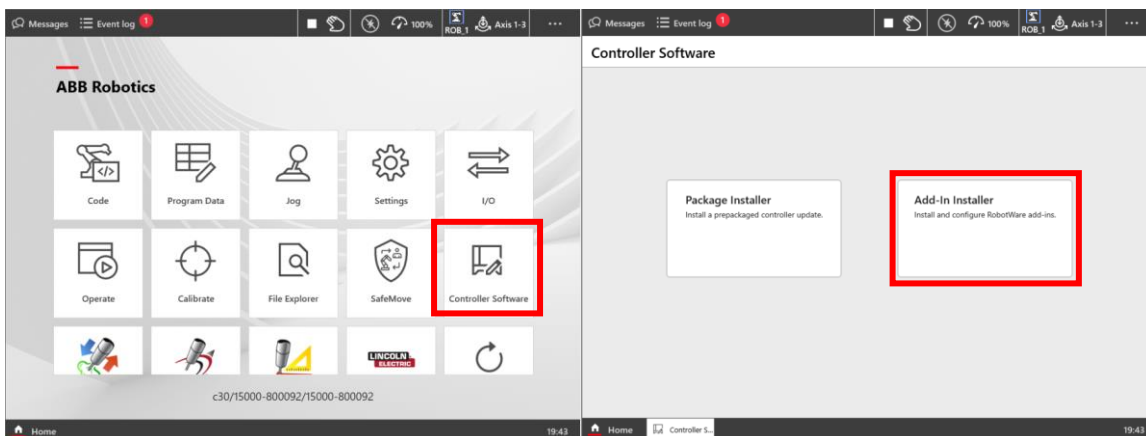 Messages Event log 1 100% ROB_1 Axis 1-3 ...
ABB Robotics
Code Program Data Jog Settings I/O
Operate Calibrate File Explorer SafeMove Controller Software
LINCOLN ELECTRIC
c30/15000-800092/15000-800092
Home 19:43
Messages Event log 1 100% ROB_1 Axis 1-3 ...
Controller Software
Package Installer
Install a prepackaged controller update.
Add-In Installer
Install and configure RobotWare add-ins.
Home Controller S... 19:43